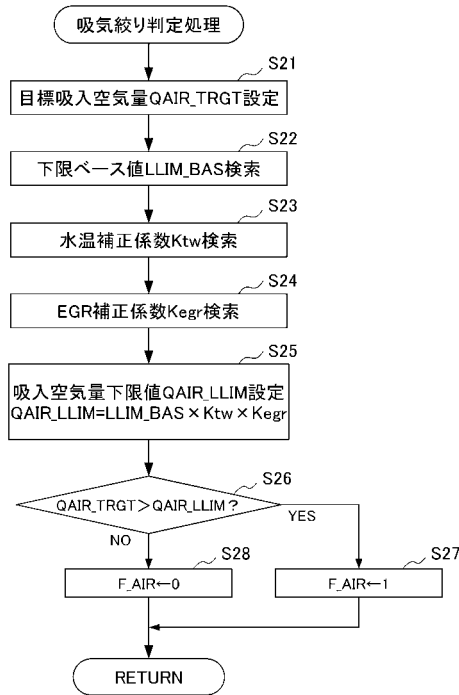 吸気絞り判定処理
S21
目標吸入空気量QAIR_TRGT設定
S22
下限ベース値LLIM_BAS検索
S23
水温補正係数Ktw検索
S24
EGR補正係数Kegr検索
S25
吸入空気量下限値QAIR_LLIM設定
QAIR_LLIM=LLIM_BAS×Ktw×Kegr
S26
QAIR_TRGT>QAIR_LLIM?
YES
NO
S28
F_AIR←0
S27
F_AIR←1
RETURN